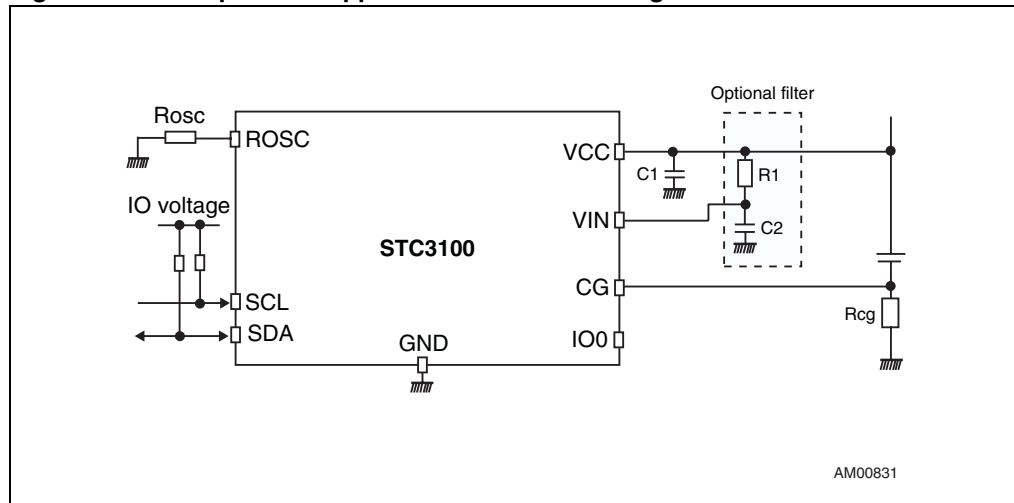 Rosc
ROSC
IO voltage
SCL
SDA
STC3100
GND
VCC
VIN
CG
IO0
Optional filter
C1
R1
C2
Rcg
AM00831